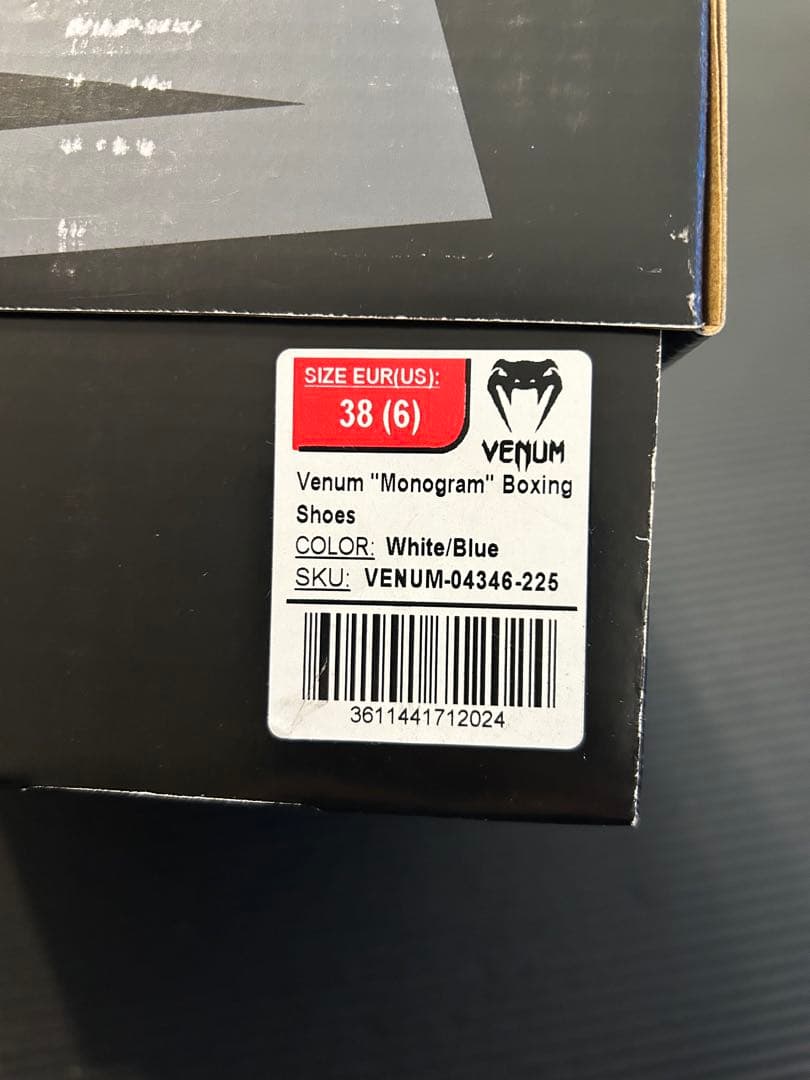 SIZE EUR(US):
38 (6)
VENUM
Venum "Monogram" Boxing
Shoes
COLOR: White/Blue
SKU: VENUM-04346-225
3611441712024